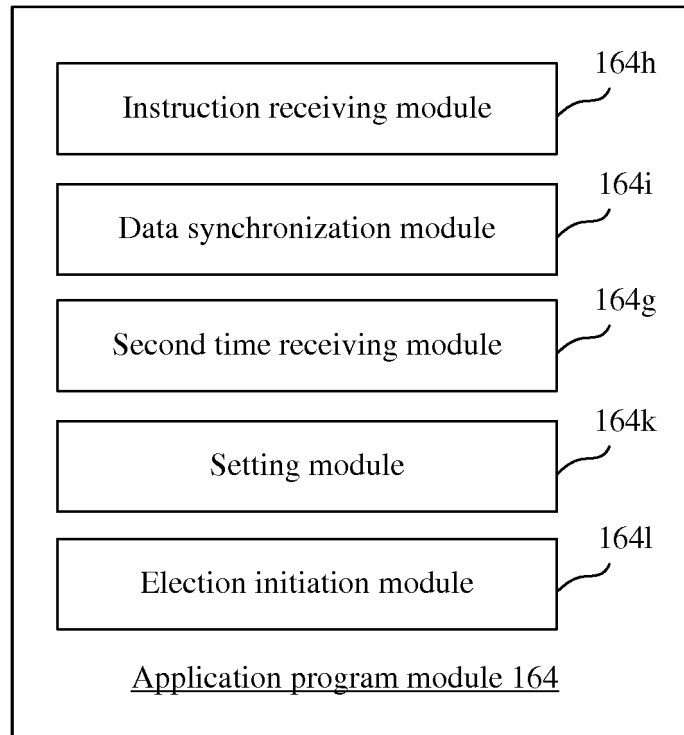 164h
Instruction receiving module
164i
Data synchronization module
164g
Second time receiving module
164k
Setting module
164l
Election initiation module
Application program module 164